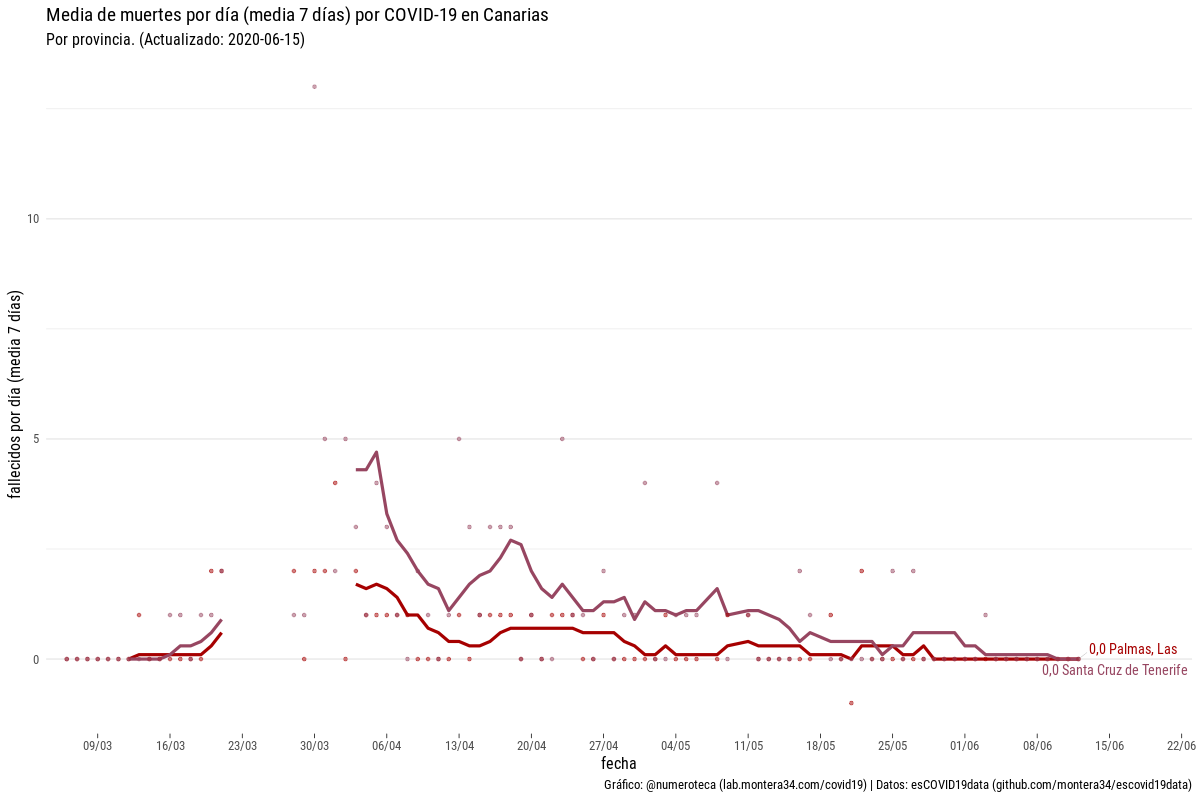 Media de muertes por día (media 7 días) por COVID-19 en Canarias
Por provincia. (Actualizado: 2020-06-15)
fallecidos por día (media 7 días)
10
5
0
0,0 Palmas, Las
0,0 Santa Cruz de Tenerife
09/03 16/03 23/03 30/03 06/04 13/04 20/04 27/04 04/05 11/05 18/05 25/05 01/06 08/06 15/06 22/06
fecha
Gráfico: @numeroteca (lab.montera34.com/covid19) | Datos: esCOVID19data (github.com/montera34/escovid19data)